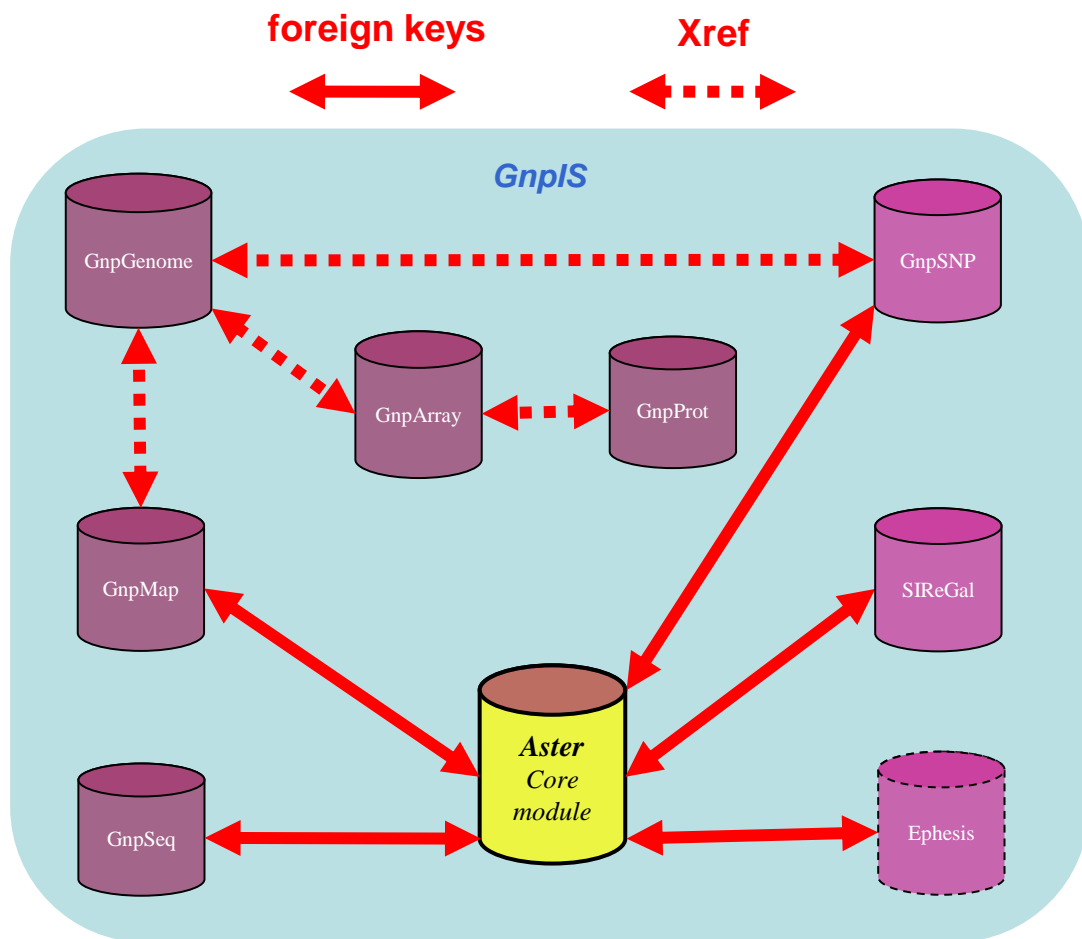 foreign keys
Xref
GnpIS
GnpGenome
GnpSNP
GnpArray
GnpProt
GnpMap
SIReGal
Aster
Core
module
GnpSeq
Ephesis